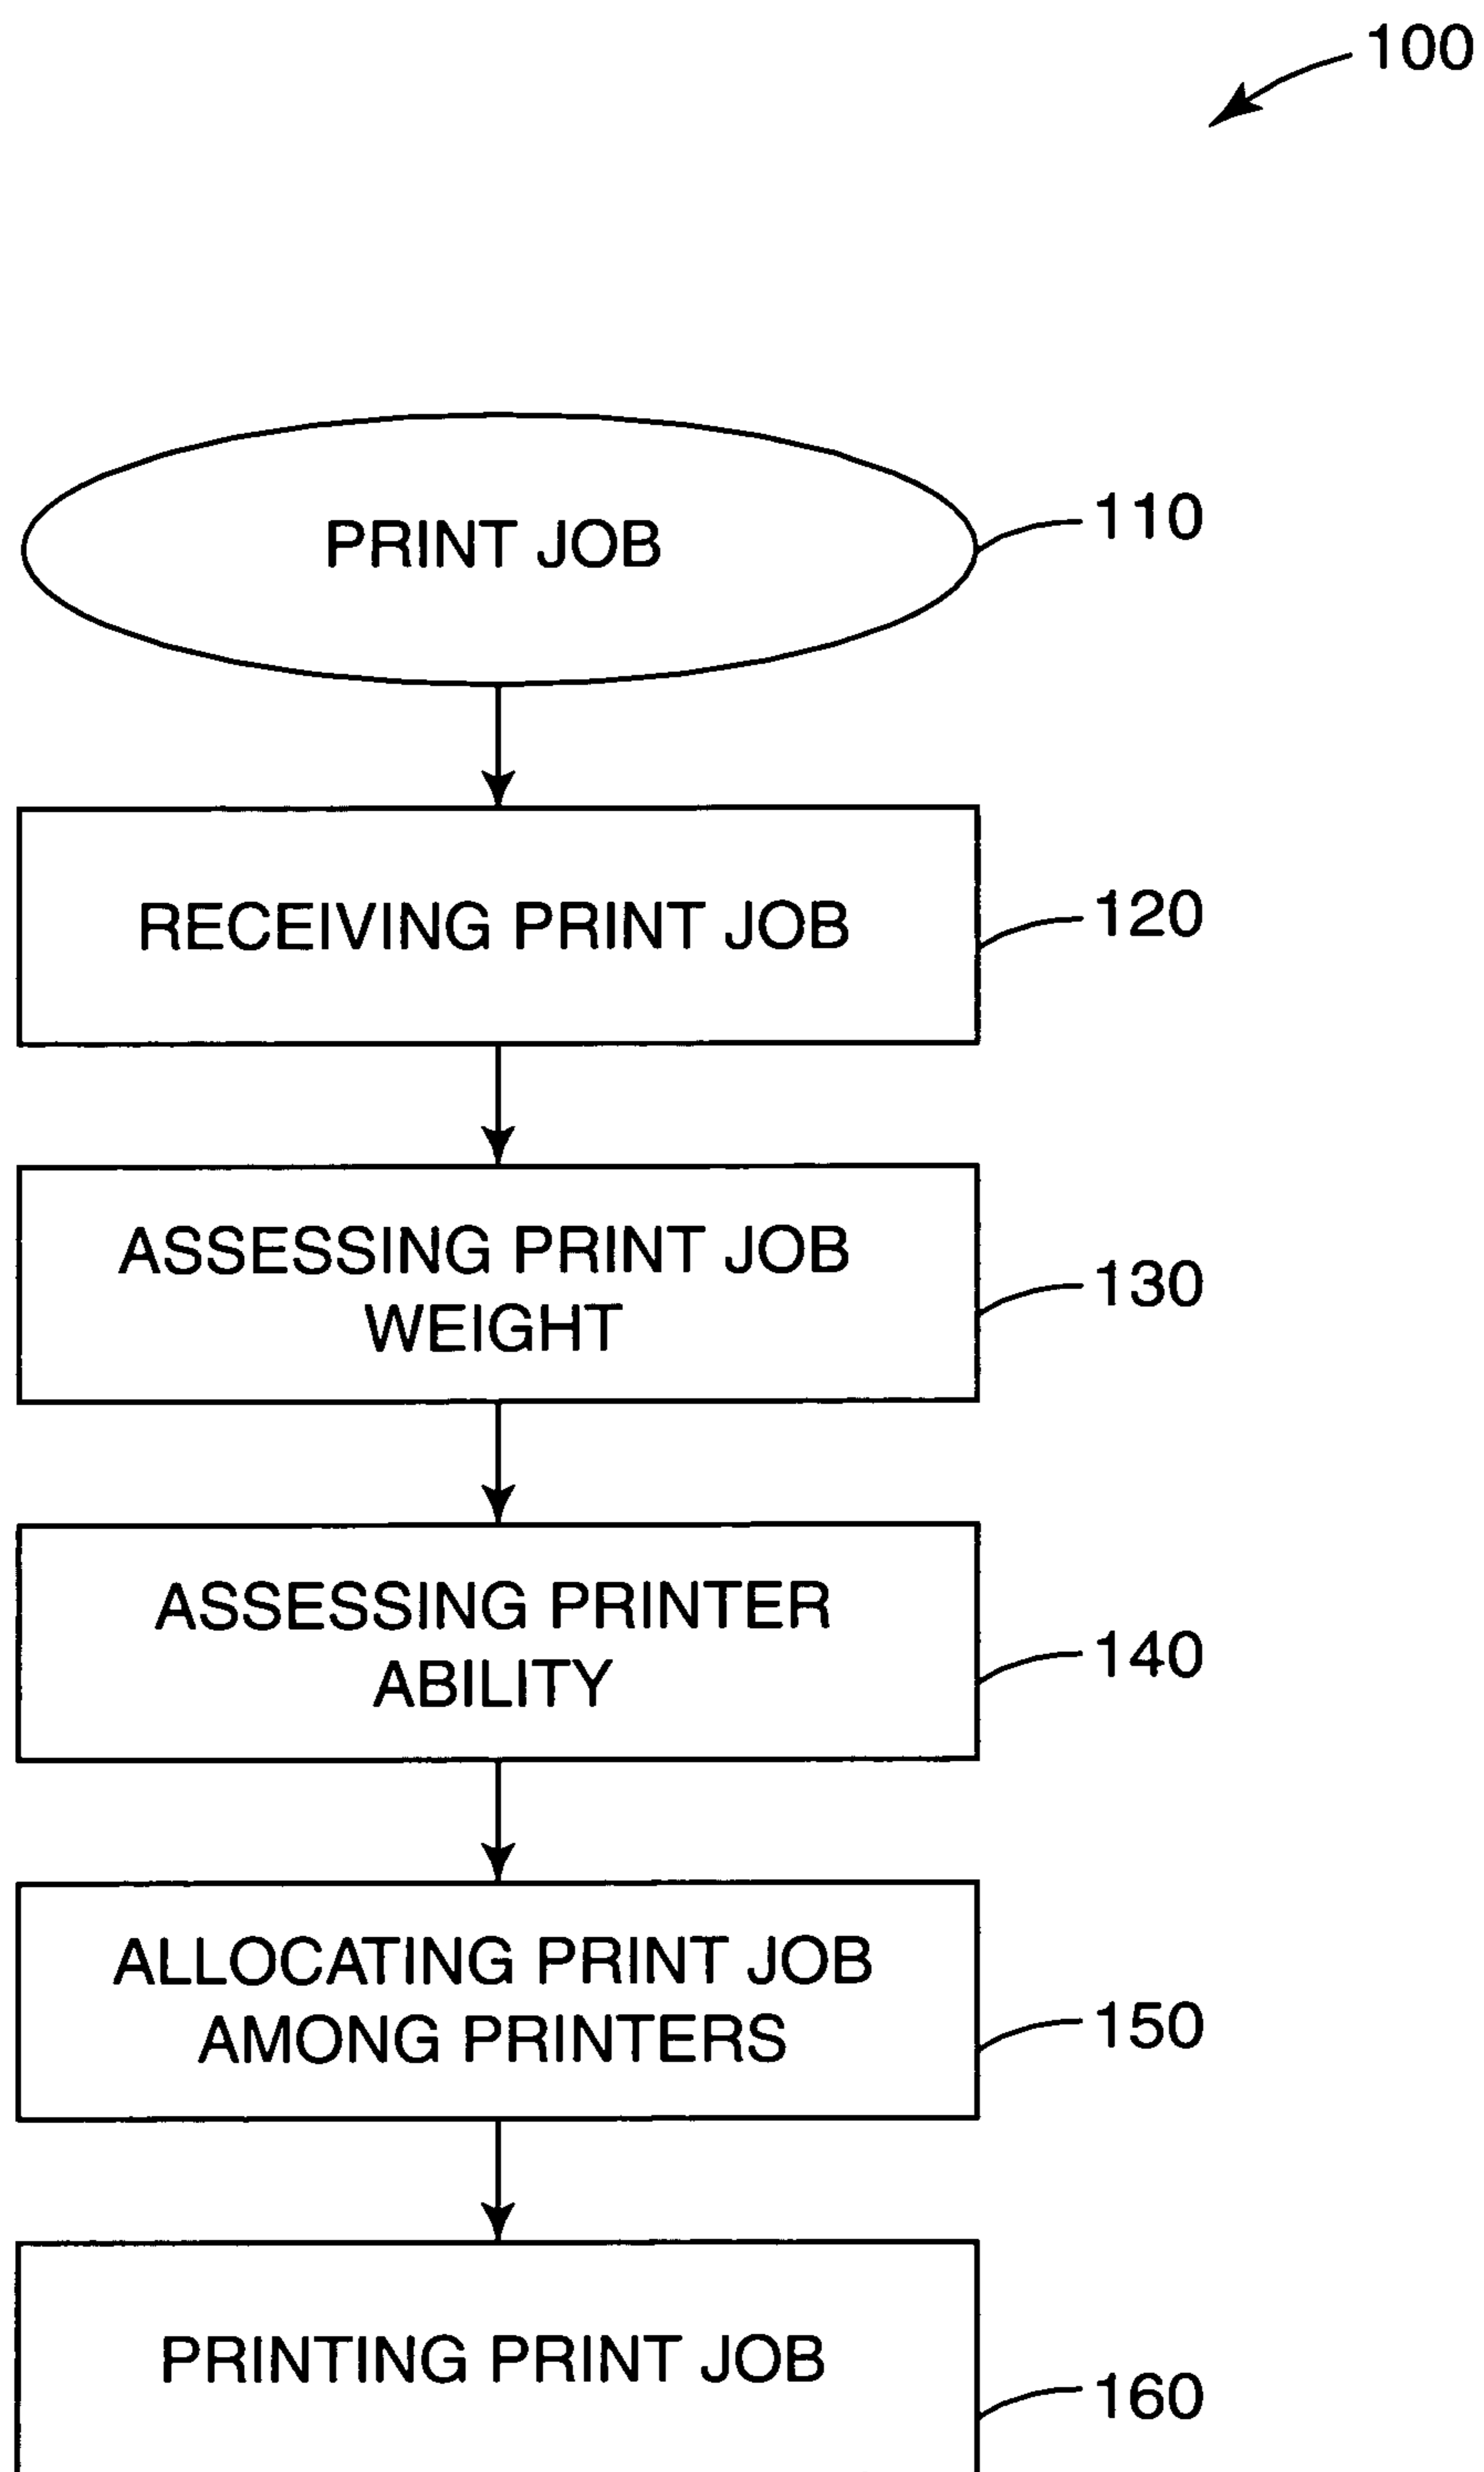 100
PRINT JOB
110
RECEIVING PRINT JOB
120
ASSESSING PRINT JOB
WEIGHT
130
ASSESSING PRINTER
ABILITY
140
ALLOCATING PRINT JOB
AMONG PRINTERS
150
PRINTING PRINT JOB
160